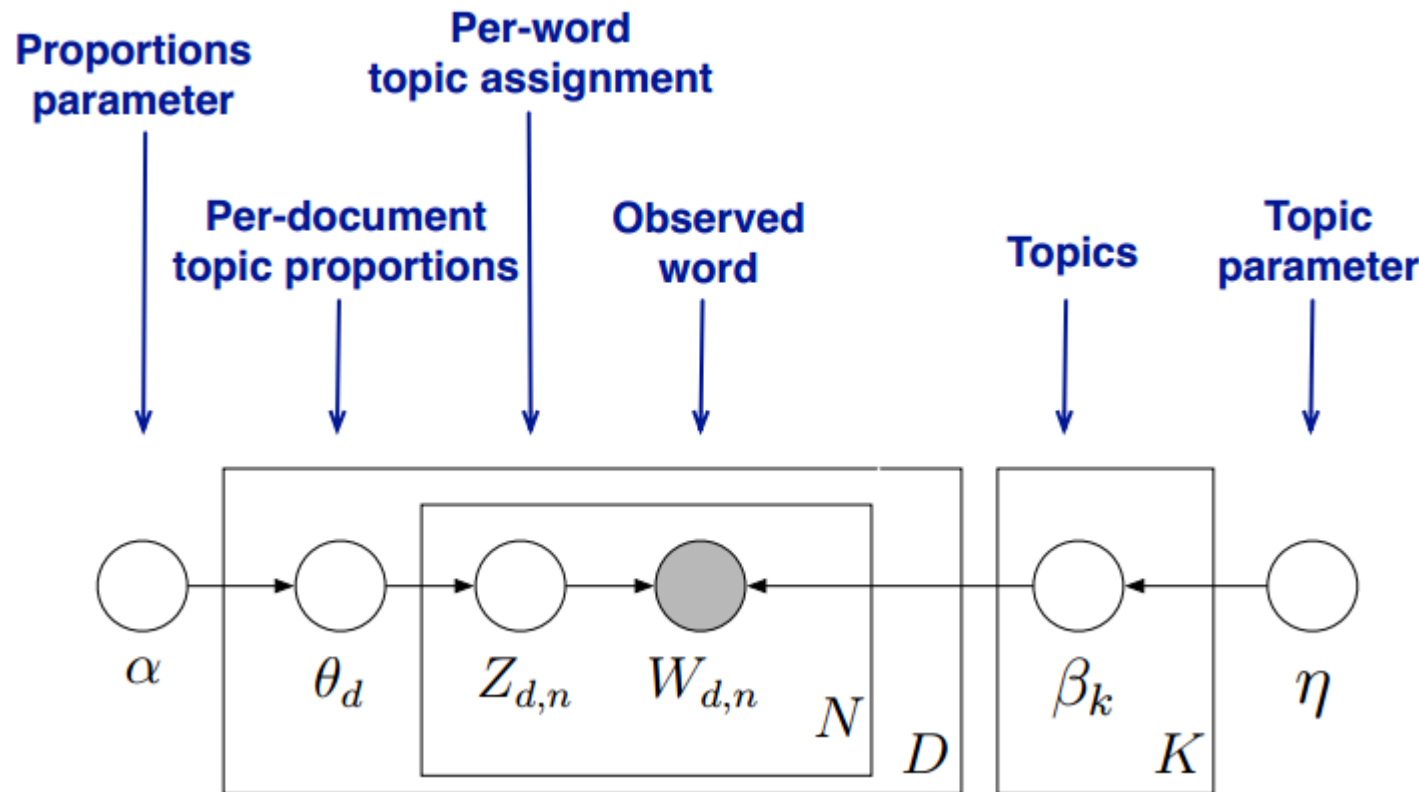 Proportions
parameter
Per-word
topic assignment
Per-document
topic proportions
Observed
word
Topics
Topic
parameter
α
θ_d
Z_{d,n}
W_{d,n}
N
D
β_k
K
η